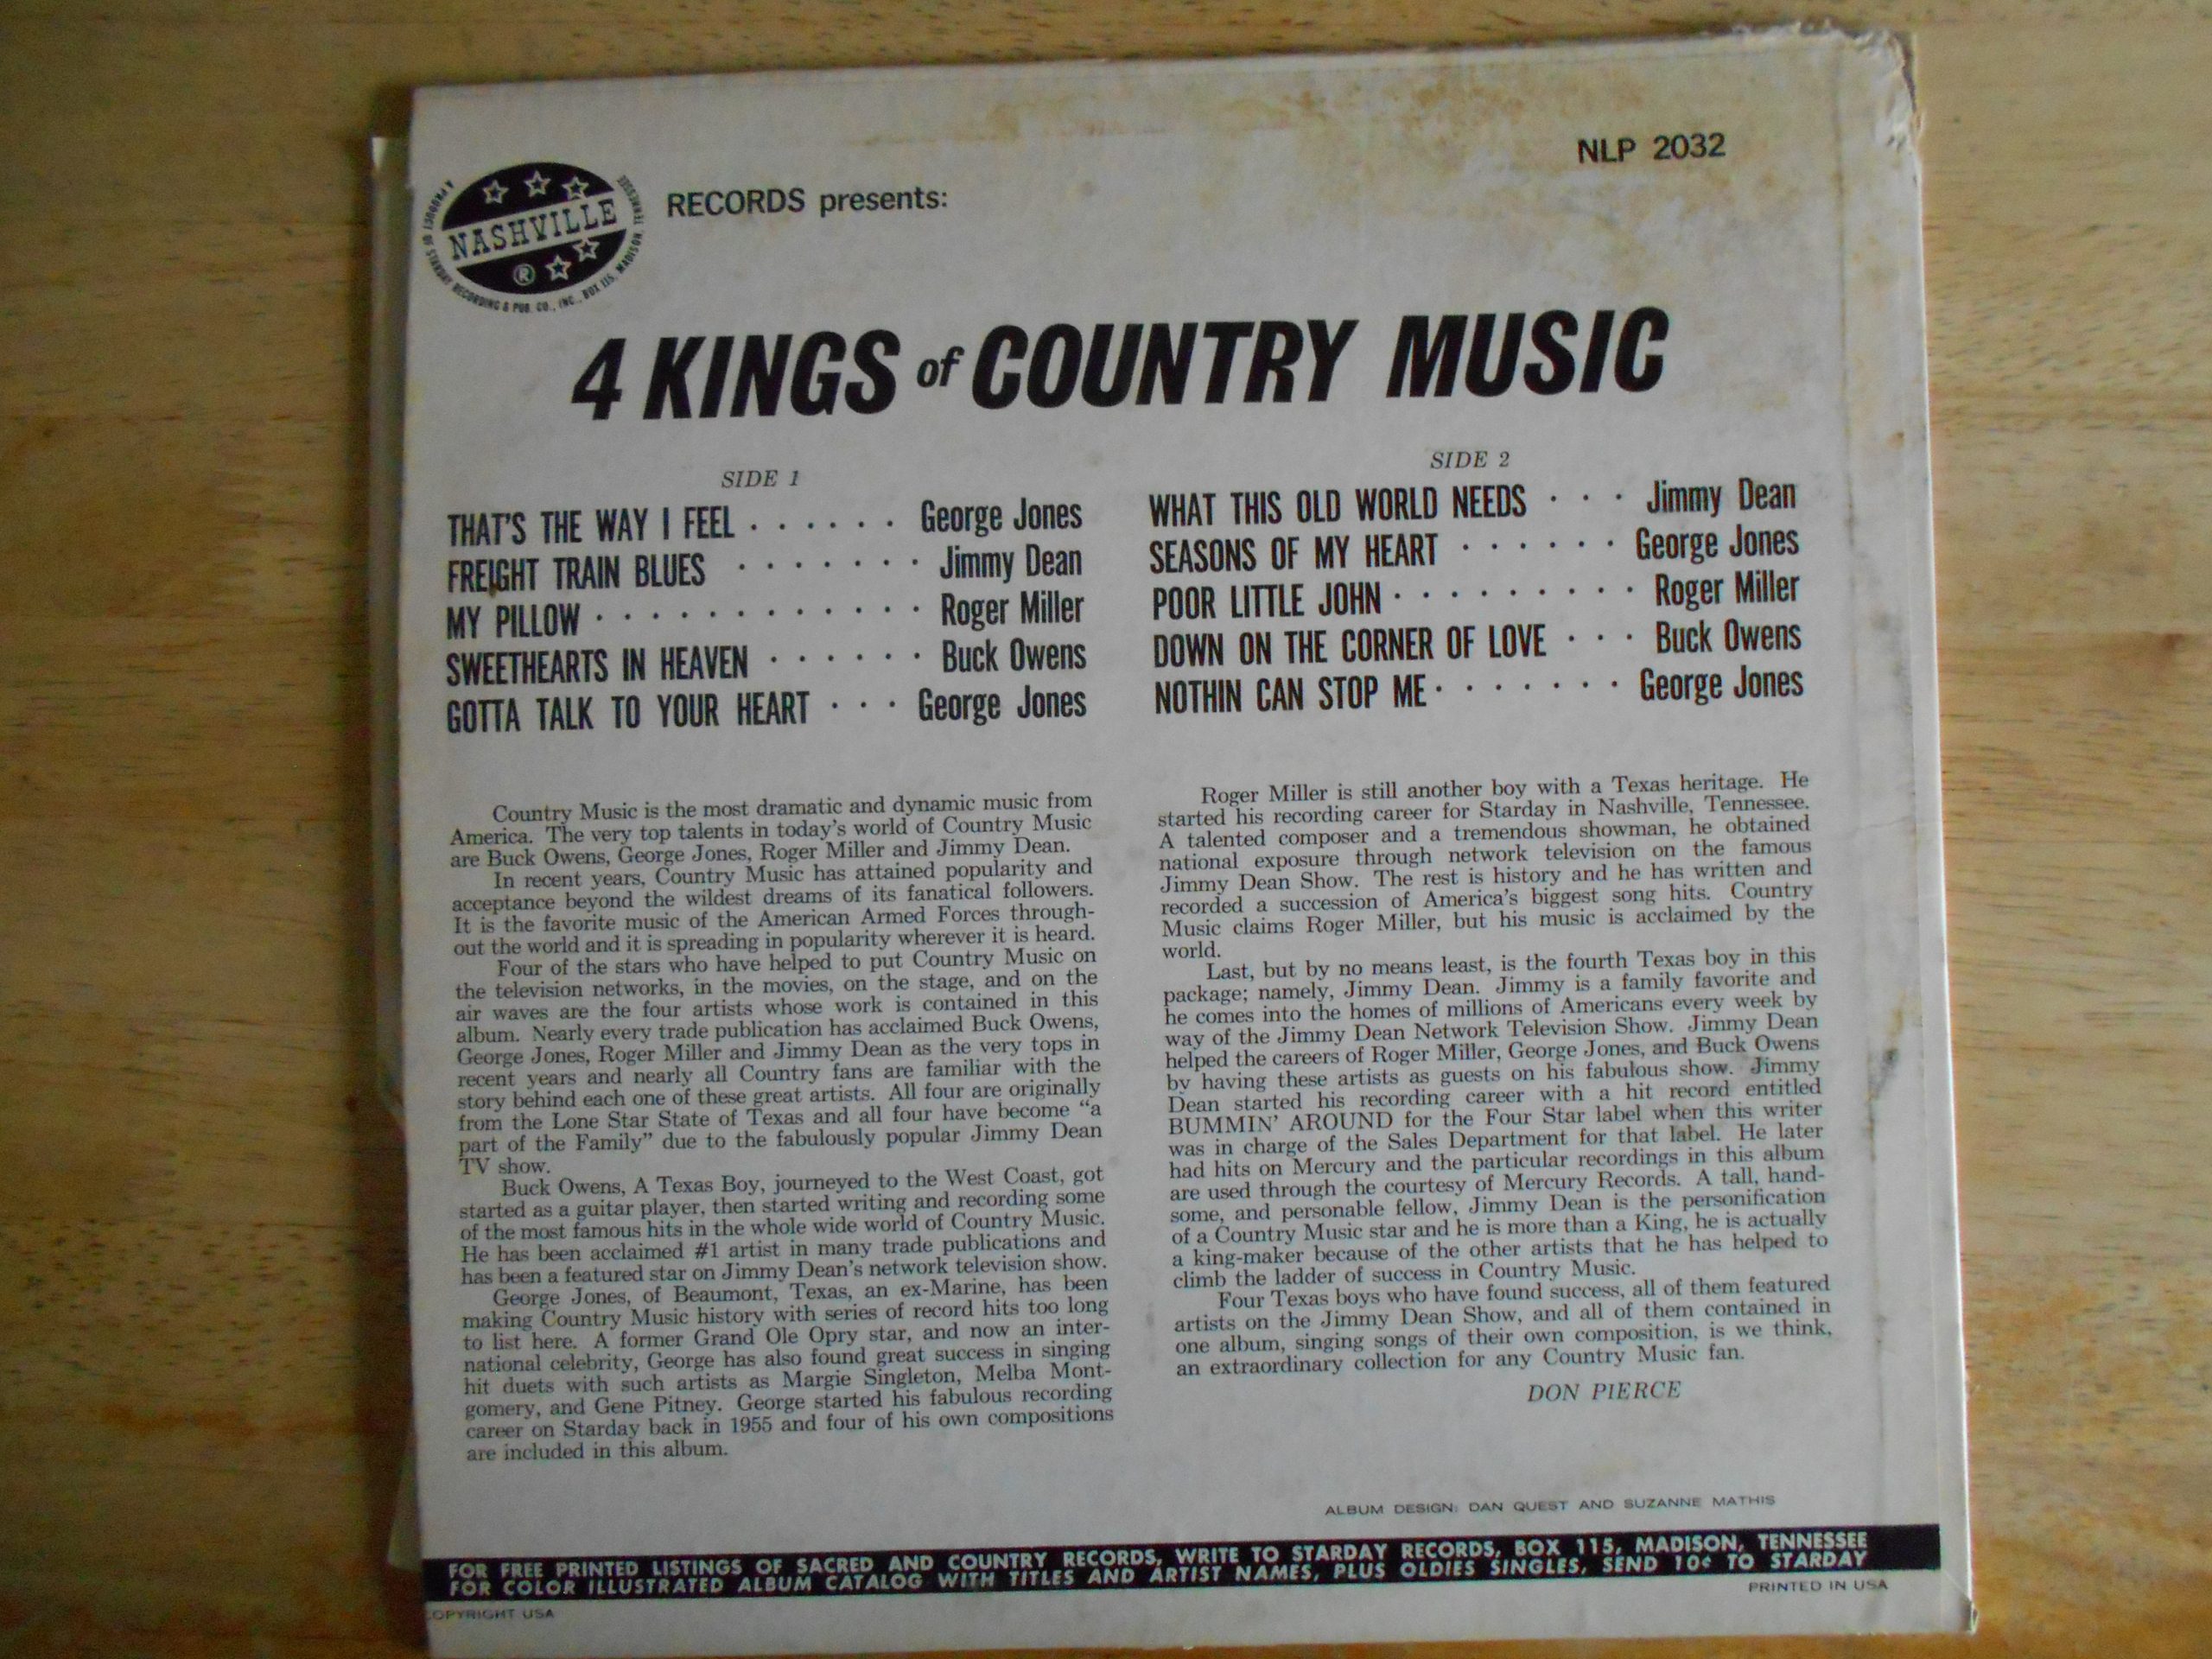 NLP 2032
NASHVILLE
®
A PRODUCT OF STARDAY RECORDING & PUB. CO., INC., BOX 115, MADISON, TENNESSEE
RECORDS presents:
4 KINGS of COUNTRY MUSIC
SIDE 1
THAT'S THE WAY I FEEL · · · · · · George Jones
FREIGHT TRAIN BLUES · · · · · · · Jimmy Dean
MY PILLOW · · · · · · · · · · · · Roger Miller
SWEETHEARTS IN HEAVEN · · · · · · Buck Owens
GOTTA TALK TO YOUR HEART · · · George Jones
SIDE 2
WHAT THIS OLD WORLD NEEDS · · · Jimmy Dean
SEASONS OF MY HEART · · · · · · George Jones
POOR LITTLE JOHN · · · · · · · · · Roger Miller
DOWN ON THE CORNER OF LOVE · · · Buck Owens
NOTHIN CAN STOP ME · · · · · · · George Jones
Country Music is the most dramatic and dynamic music from
America. The very top talents in today's world of Country Music
are Buck Owens, George Jones, Roger Miller and Jimmy Dean.
In recent years, Country Music has attained popularity and
acceptance beyond the wildest dreams of its fanatical followers.
It is the favorite music of the American Armed Forces through-
out the world and it is spreading in popularity wherever it is heard.
Four of the stars who have helped to put Country Music on
the television networks, in the movies, on the stage, and on the
air waves are the four artists whose work is contained in this
album. Nearly every trade publication has acclaimed Buck Owens,
George Jones, Roger Miller and Jimmy Dean as the very tops in
recent years and nearly all Country fans are familiar with the
story behind each one of these great artists. All four are originally
from the Lone Star State of Texas and all four have become "a
part of the Family" due to the fabulously popular Jimmy Dean
TV show.
Buck Owens, A Texas Boy, journeyed to the West Coast, got
started as a guitar player, then started writing and recording some
of the most famous hits in the whole wide world of Country Music.
He has been acclaimed #1 artist in many trade publications and
has been a featured star on Jimmy Dean's network television show.
George Jones, of Beaumont, Texas, an ex-Marine, has been
making Country Music history with series of record hits too long
to list here. A former Grand Ole Opry star, and now an inter-
national celebrity, George has also found great success in singing
hit duets with such artists as Margie Singleton, Melba Mont-
gomery, and Gene Pitney. George started his fabulous recording
career on Starday back in 1955 and four of his own compositions
are included in this album.
Roger Miller is still another boy with a Texas heritage. He
started his recording career for Starday in Nashville, Tennessee.
A talented composer and a tremendous showman, he obtained
national exposure through network television on the famous
Jimmy Dean Show. The rest is history and he has written and
recorded a succession of America's biggest song hits. Country
Music claims Roger Miller, but his music is acclaimed by the
world.
Last, but by no means least, is the fourth Texas boy in this
package; namely, Jimmy Dean. Jimmy is a family favorite and
he comes into the homes of millions of Americans every week by
way of the Jimmy Dean Network Television Show. Jimmy Dean
helped the careers of Roger Miller, George Jones, and Buck Owens
by having these artists as guests on his fabulous show. Jimmy
Dean started his recording career with a hit record entitled
BUMMIN' AROUND for the Four Star label when this writer
was in charge of the Sales Department for that label. He later
had hits on Mercury and the particular recordings in this album
are used through the courtesy of Mercury Records. A tall, hand-
some, and personable fellow, Jimmy Dean is the personification
of a Country Music star and he is more than a King, he is actually
a king-maker because of the other artists that he has helped to
climb the ladder of success in Country Music.
Four Texas boys who have found success, all of them featured
artists on the Jimmy Dean Show, and all of them contained in
one album, singing songs of their own composition, is we think,
an extraordinary collection for any Country Music fan.
DON PIERCE
ALBUM DESIGN: DAN QUEST AND SUZANNE MATHIS
FOR FREE PRINTED LISTINGS OF SACRED AND COUNTRY RECORDS, WRITE TO STARDAY RECORDS, BOX 115, MADISON, TENNESSEE
FOR COLOR ILLUSTRATED ALBUM CATALOG WITH TITLES AND ARTIST NAMES, PLUS OLDIES SINGLES, SEND 10¢ TO STARDAY
OPYRIGHT USA
PRINTED IN USA